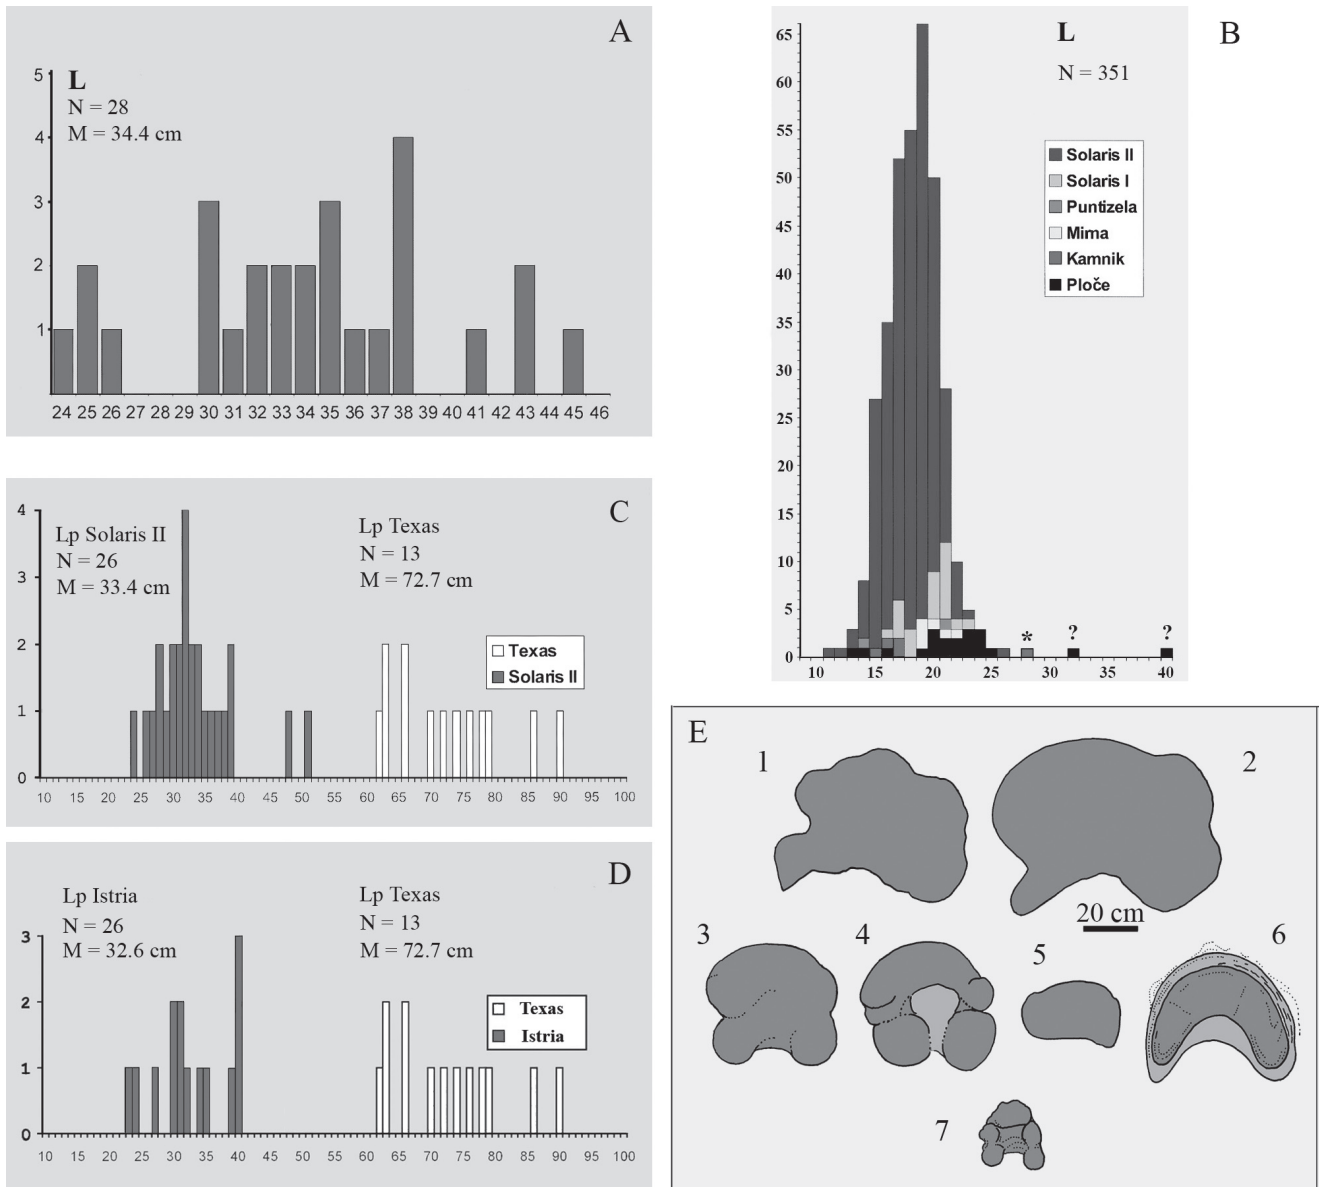 A
L
N = 28
M = 34.4 cm
5
4
3
2
1
24 25 26 27 28 29 30 31 32 33 34 35 36 37 38 39 40 41 42 43 44 45 46
B
L
N = 351
65
60
55
50
45
40
35
30
25
20
15
10
5
0
Solaris II
Solaris I
Puntizela
Mirna
Kamnik
Ploče
* ? ?
10 15 20 25 30 35 40
C
Lp Solaris II
N = 26
M = 33.4 cm
Lp Texas
N = 13
M = 72.7 cm
Texas
Solaris II
4
3
2
1
0
10 15 20 25 30 35 40 45 50 55 60 65 70 75 80 85 90 95 100
D
Lp Istria
N = 26
M = 32.6 cm
Lp Texas
N = 13
M = 72.7 cm
Texas
Istria
3
2
1
0
10 15 20 25 30 35 40 45 50 55 60 65 70 75 80 85 90 95 100
E
1 2
20 cm
3 4 5 6
7